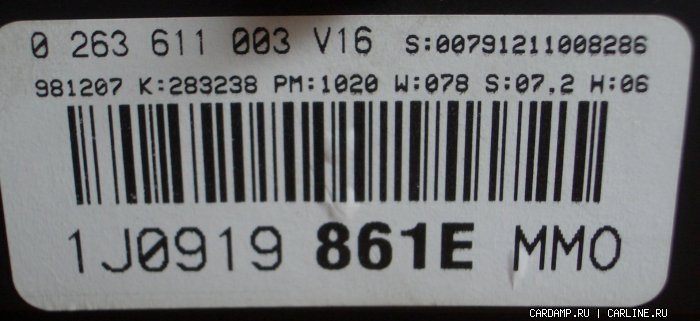 0 263 611 003 V16 S:00791211008286
981207 K:283238 PM:1020 W:078 S:07.2 H:06
1J0919 861E MMO
CARDAMP.RU | CARLINE.RU